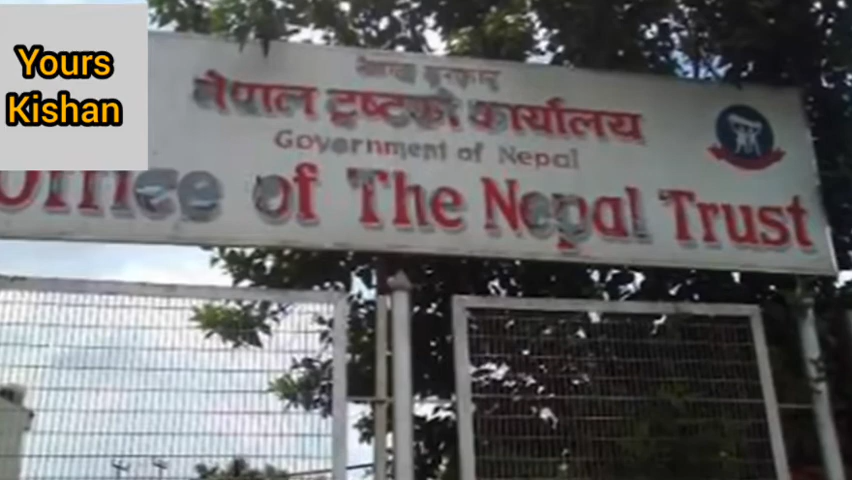 Yours
Kishan
नेपाल ट्रष्टको कार्यालय
Government of Nepal
Office of The Nepal Trust